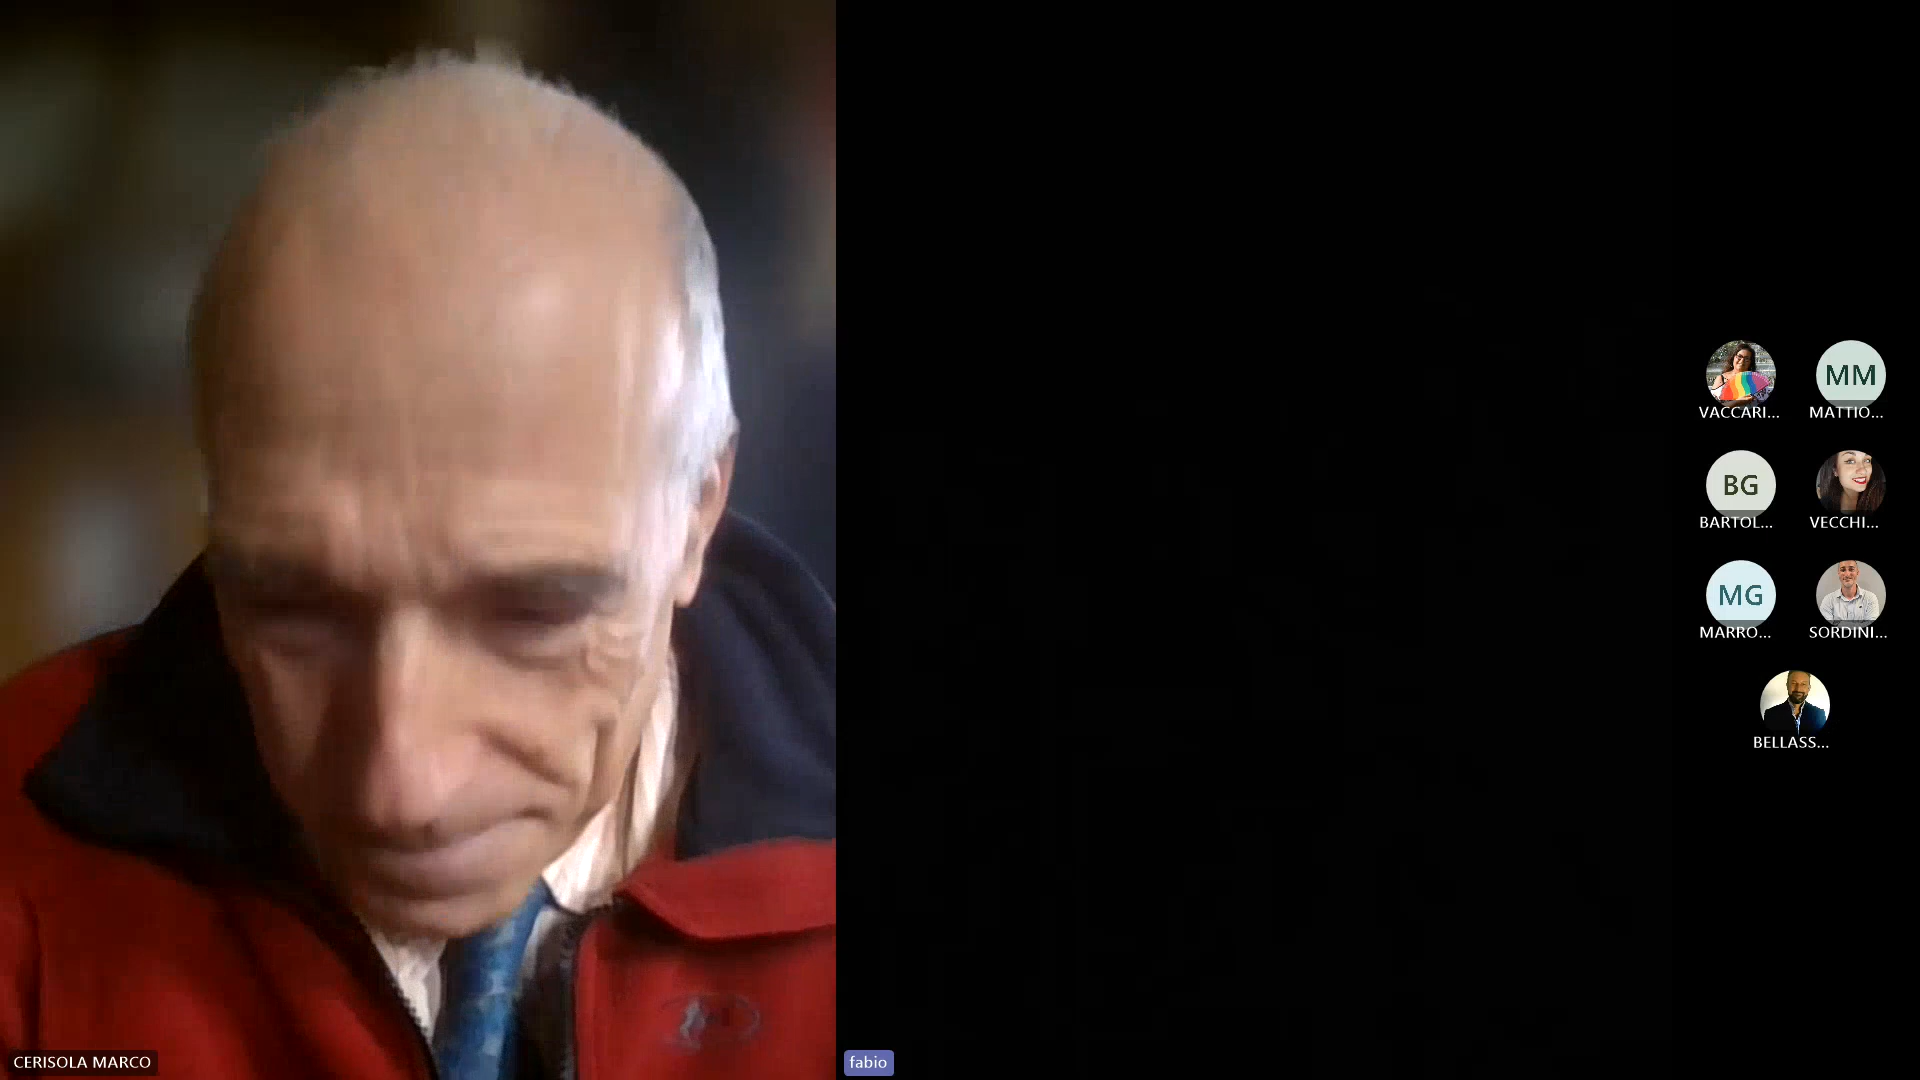 VACCARI...
MM
MATTIO...
BG
BARTOL...
VECCHI...
MG
MARRO...
SORDINI...
BELLASS...
CERISOLA MARCO
fabio